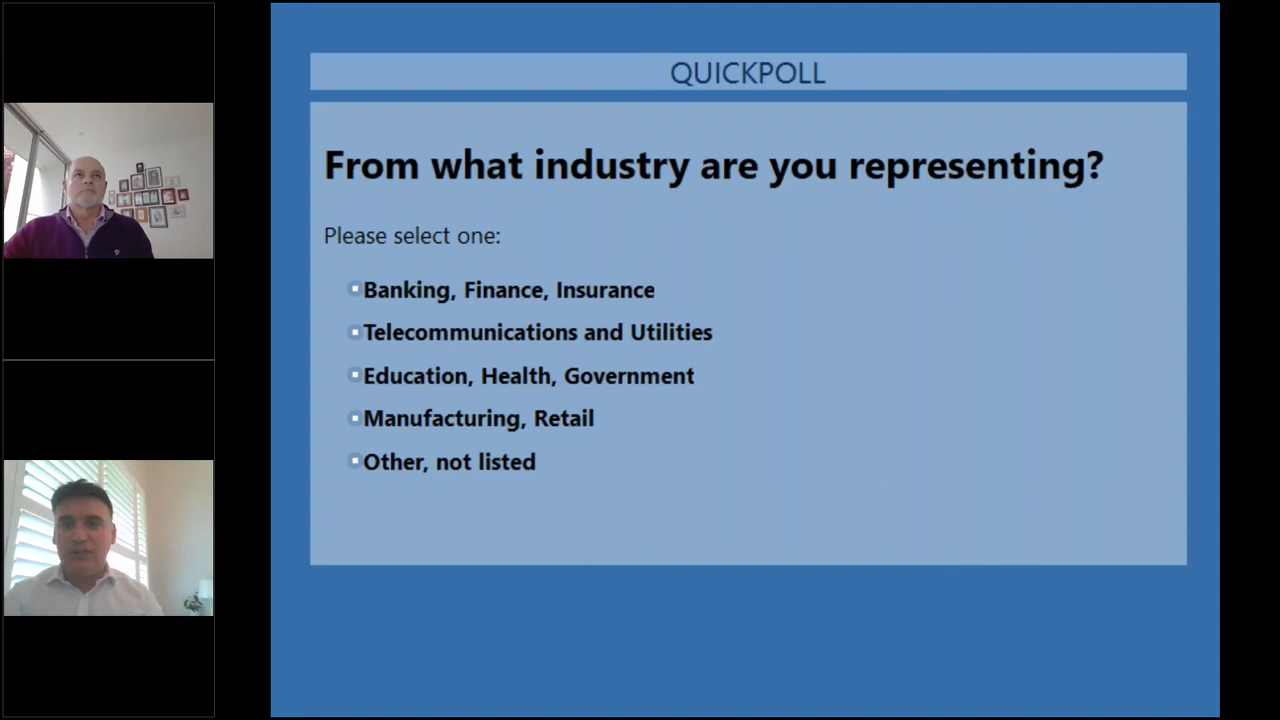 QUICKPOLL
From what industry are you representing?
Please select one:
Banking, Finance, Insurance
Telecommunications and Utilities
Education, Health, Government
Manufacturing, Retail
Other, not listed